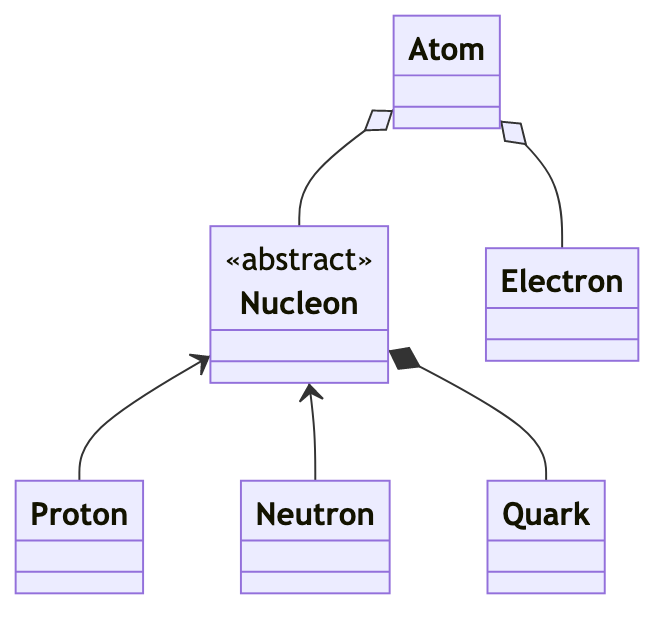 Atom
«abstract»
Nucleon
Electron
Proton
Neutron
Quark